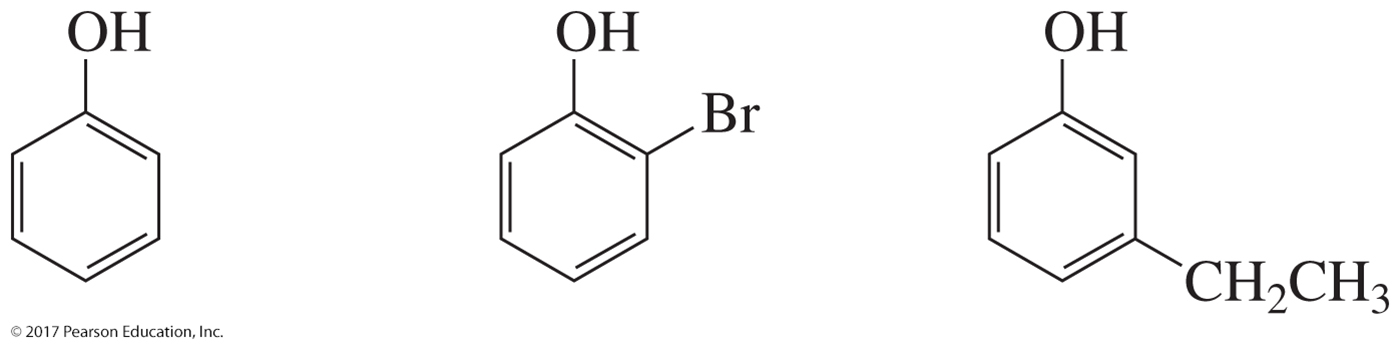 OH
OH
Br
OH
CH₂CH₃
© 2017 Pearson Education, Inc.